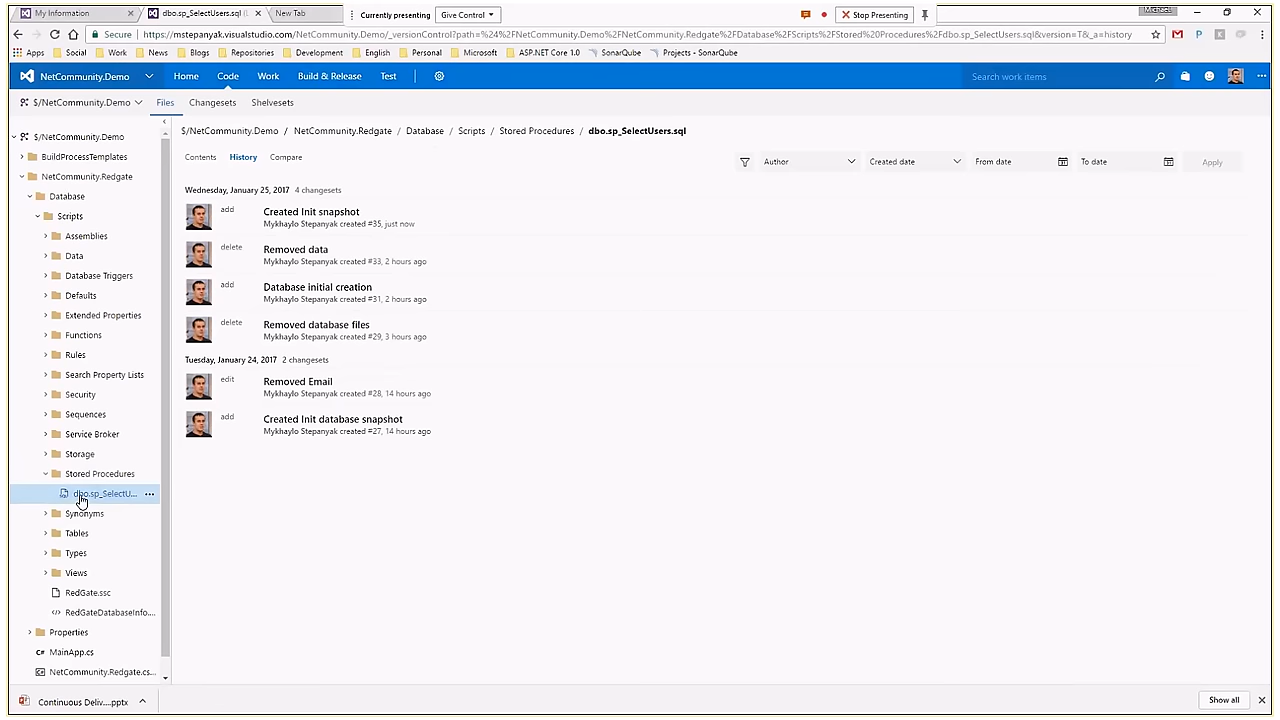 My Information
dbo.sp_SelectUsers.sql (L
New Tab
Currently presenting
Give Control
Stop Presenting
Michael
Secure
https://mstepanyak.visualstudio.com/NetCommunity.Demo/_versionControl?path=%24%2FNetCommunity.Demo%2FNetCommunity.Redgate%2FDatabase%2FScripts%2FStored%20Procedures%2Fdbo.sp_SelectUsers.sql&version=T&_a=history
Apps Social Work News Blogs Repositories Development English Personal Microsoft ASP.NET Core 1.0 SonarQube Projects - SonarQube
NetCommunity.Demo Home Code Work Build & Release Test Search work items
$/NetCommunity.Demo Files Changesets Shelvesets
$/NetCommunity.Demo / NetCommunity.Redgate / Database / Scripts / Stored Procedures / dbo.sp_SelectUsers.sql
Contents History Compare
Author Created date From date To date Apply
$/NetCommunity.Demo
BuildProcessTemplates
NetCommunity.Redgate
Database
Scripts
Assemblies
Data
Database Triggers
Defaults
Extended Properties
Functions
Rules
Search Property Lists
Security
Sequences
Service Broker
Storage
Stored Procedures
dbo.sp_SelectU... ...
Synonyms
Tables
Types
Views
RedGate.ssc
RedGateDatabaseInfo....
Properties
MainApp.cs
NetCommunity.Redgate.cs...
Wednesday, January 25, 2017 4 changesets
add Created Init snapshot
Mykhaylo Stepanyak created #35, just now
delete Removed data
Mykhaylo Stepanyak created #33, 2 hours ago
add Database initial creation
Mykhaylo Stepanyak created #31, 2 hours ago
delete Removed database files
Mykhaylo Stepanyak created #29, 3 hours ago
Tuesday, January 24, 2017 2 changesets
edit Removed Email
Mykhaylo Stepanyak created #28, 14 hours ago
add Created Init database snapshot
Mykhaylo Stepanyak created #27, 14 hours ago
Continuous Deliv....pptx
Show all